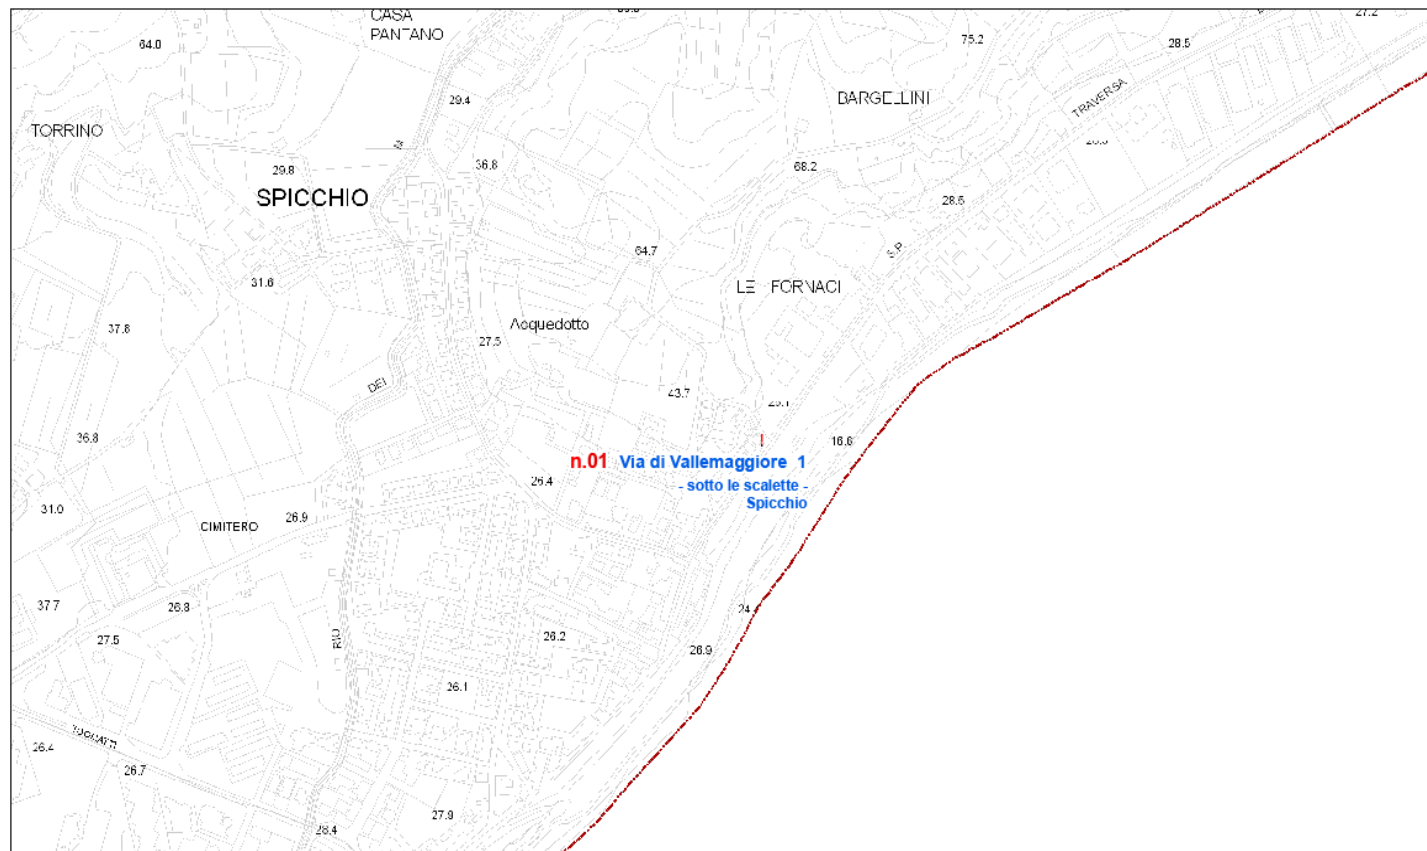 CASA
PANTANO
27.2
64.0
75.2
28.5
29.4
BARGELLINI
TRAVERSA
TORRINO
29.8
36.8
68.2
SPICCHIO
28.6
64.7
S.P.
31.6
LE FORNACI
37.8
Acquedotto
27.5
DEI
43.7
36.8
16.6
n.01 Via di Vallemaggiore 1
- sotto le scalette -
Spicchio
26.4
31.0
CIMITERO
26.9
37.7
26.8
24.
27.5
26.2
RIO
26.9
26.1
26.4
26.7
27.9
28.4